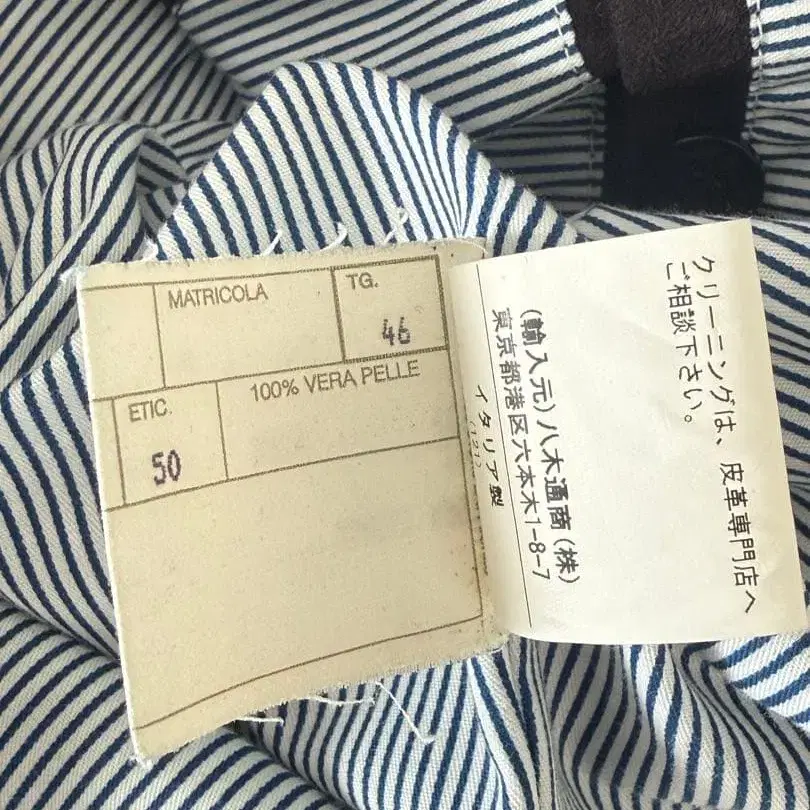 MATRICOLA
TG.
46
ETIC.
50
100% VERA PELLE
クリーニングは、皮革専門店へ
ご相談下さい。
(輸入元)八木通商(株)
東京都港区六本木1-8-7
イタリア製
(121)